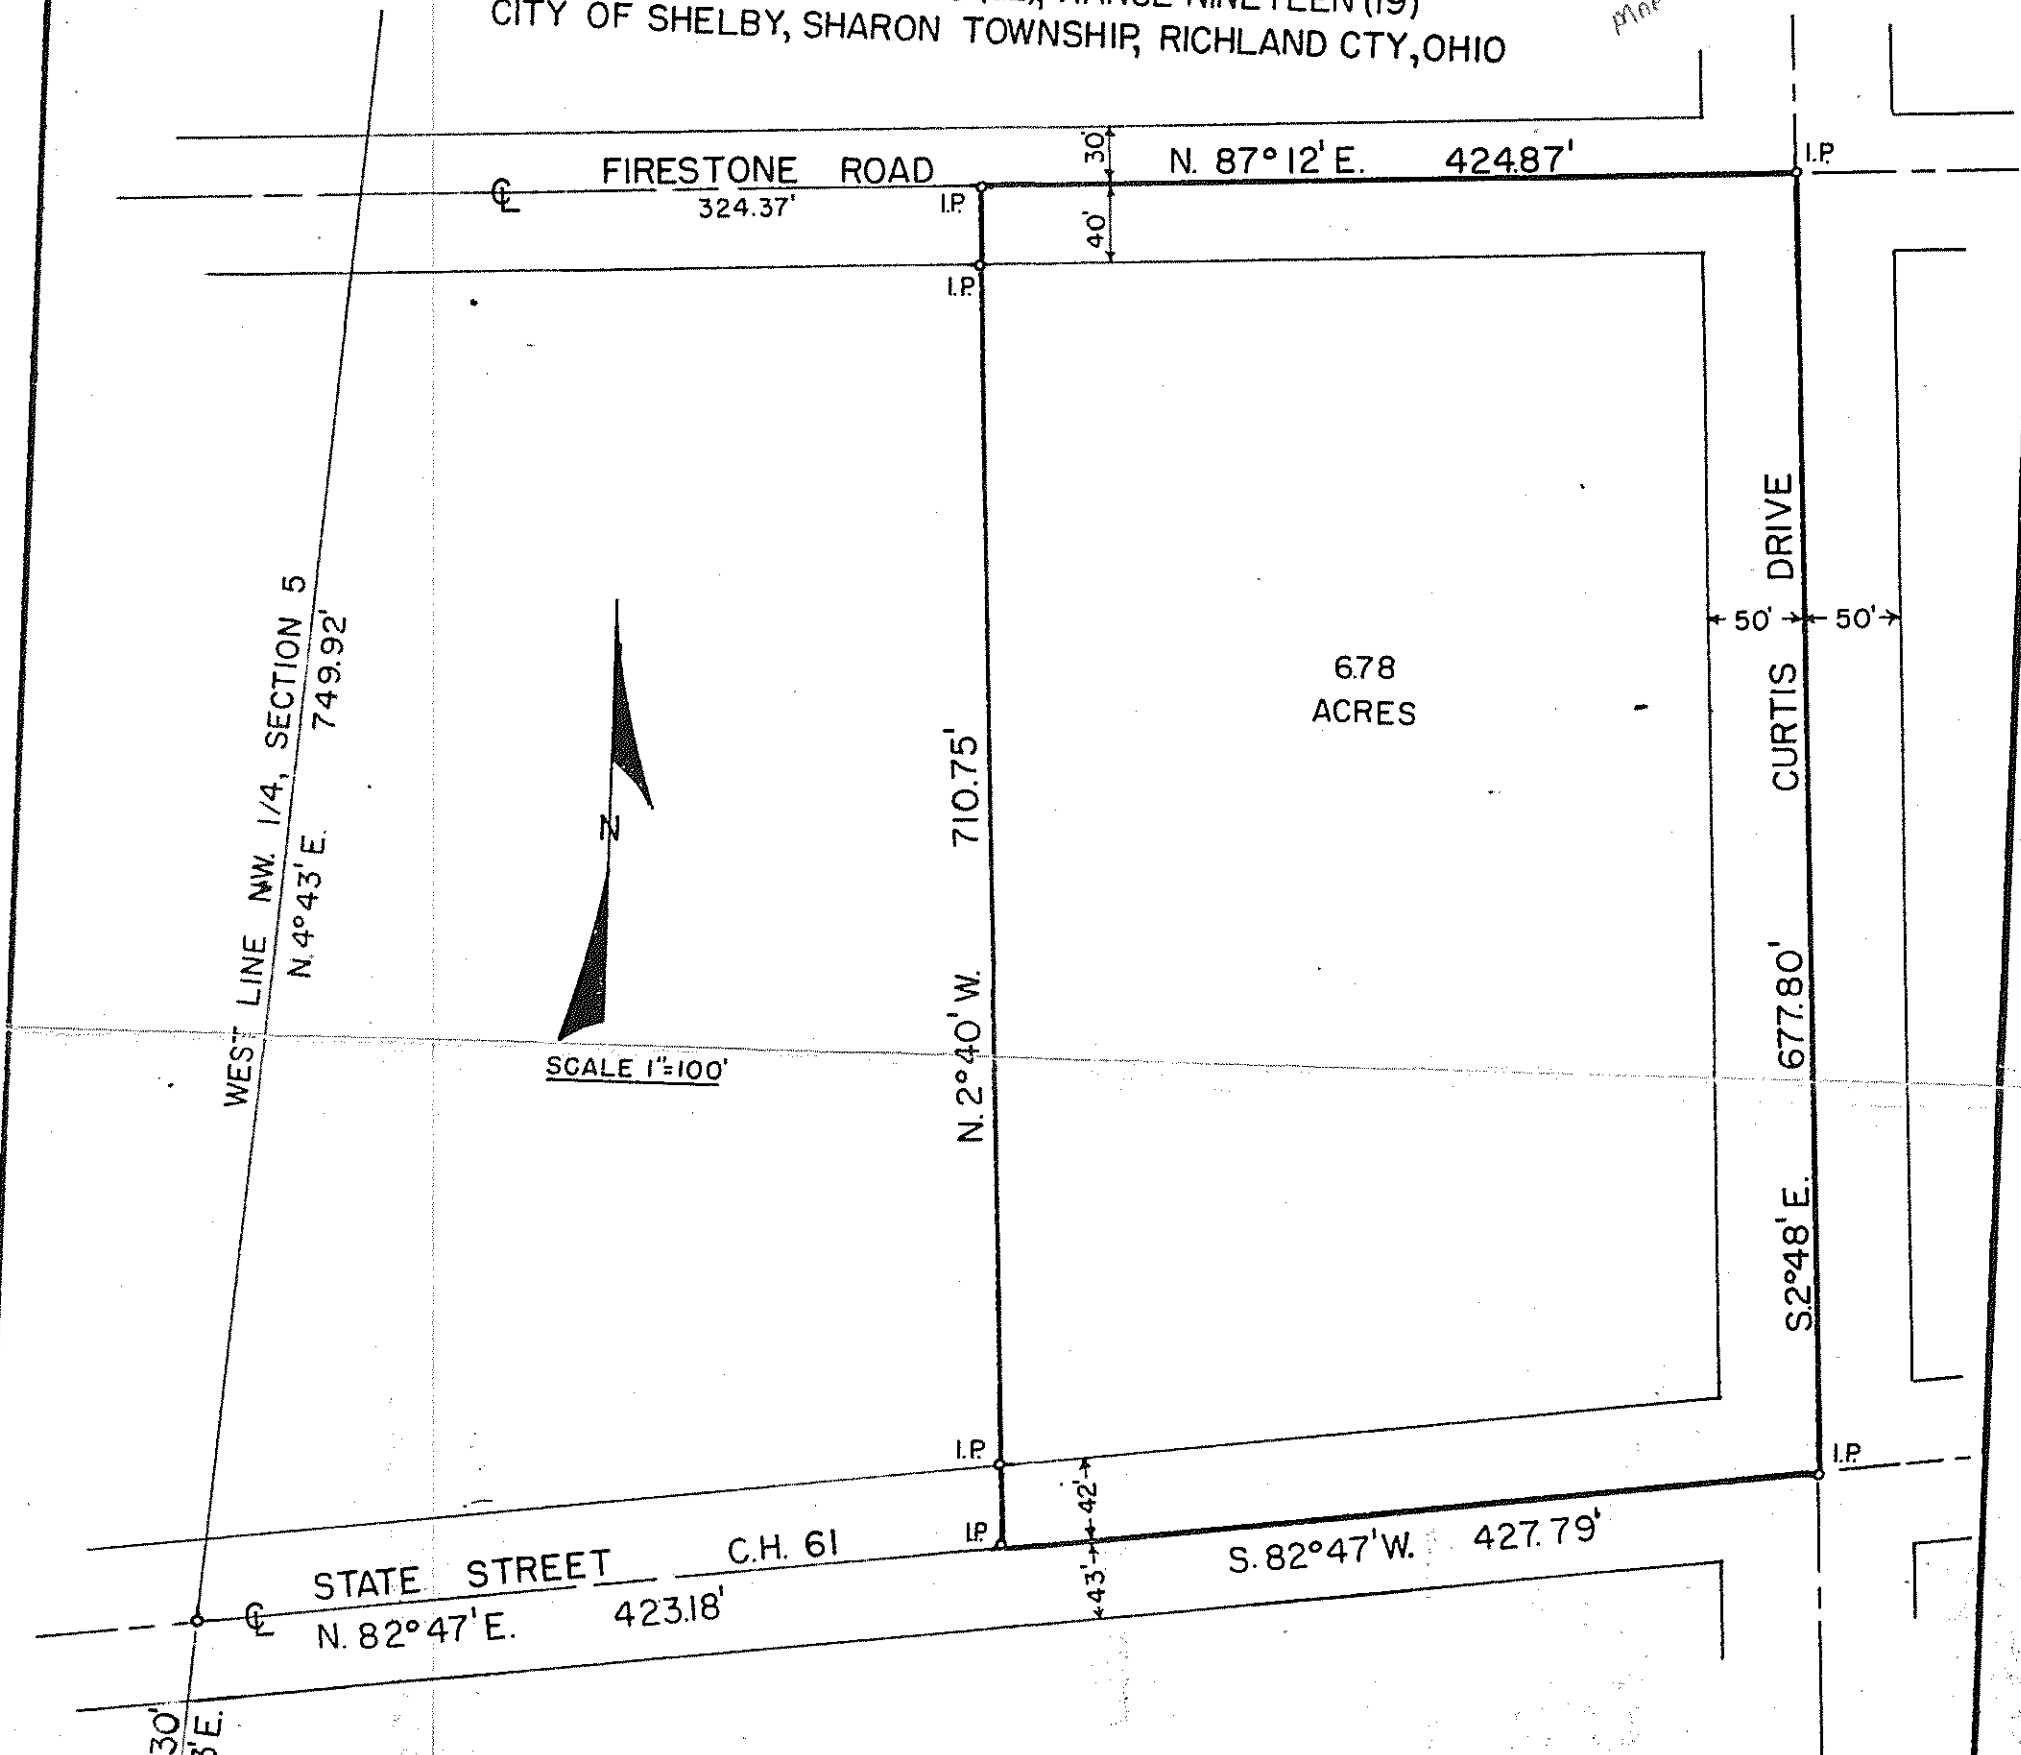 NINETEEN (19)
CITY OF SHELBY, SHARON TOWNSHIP, RICHLAND CTY, OHIO
30'
N. 87° 12' E. 424.87'
I.P.
FIRESTONE ROAD
℄
324.37'
I.P.
40'
I.P.
WEST LINE NW. 1/4, SECTION 5
N. 4° 43' E. 749.92'
N
SCALE 1"=100'
N. 2° 40' W. 710.75'
6.78
ACRES
CURTIS DRIVE
50' 50'
S. 2° 48' E. 677.80'
I.P.
I.P.
I.P.
42'
43'
S. 82° 47' W. 427.79'
STATE STREET C.H. 61
℄
N. 82° 47' E. 423.18'
30'
'E.